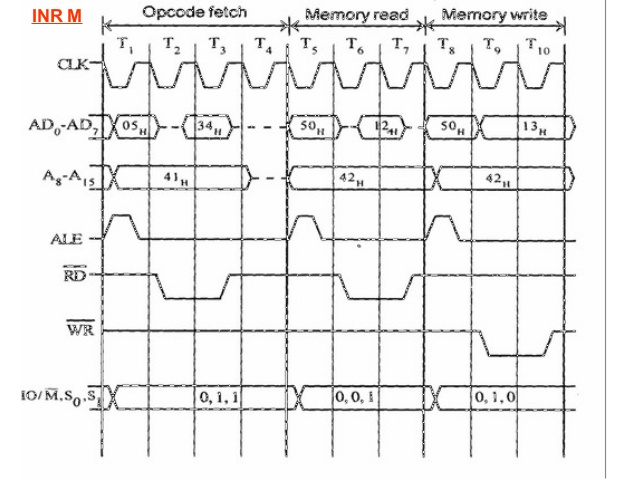 INR M
Opcode fetch Memory read Memory write
T1 T2 T3 T4 T5 T6 T7 T8 T9 T10
CLK
AD0-AD7 05H 34H 50H 12H 50H 13H
A8-A15 41H 42H 42H
ALE
R̅D̅
W̅R̅
IO/M̅,S0,S1 0,1,1 0,0,1 0,1,0